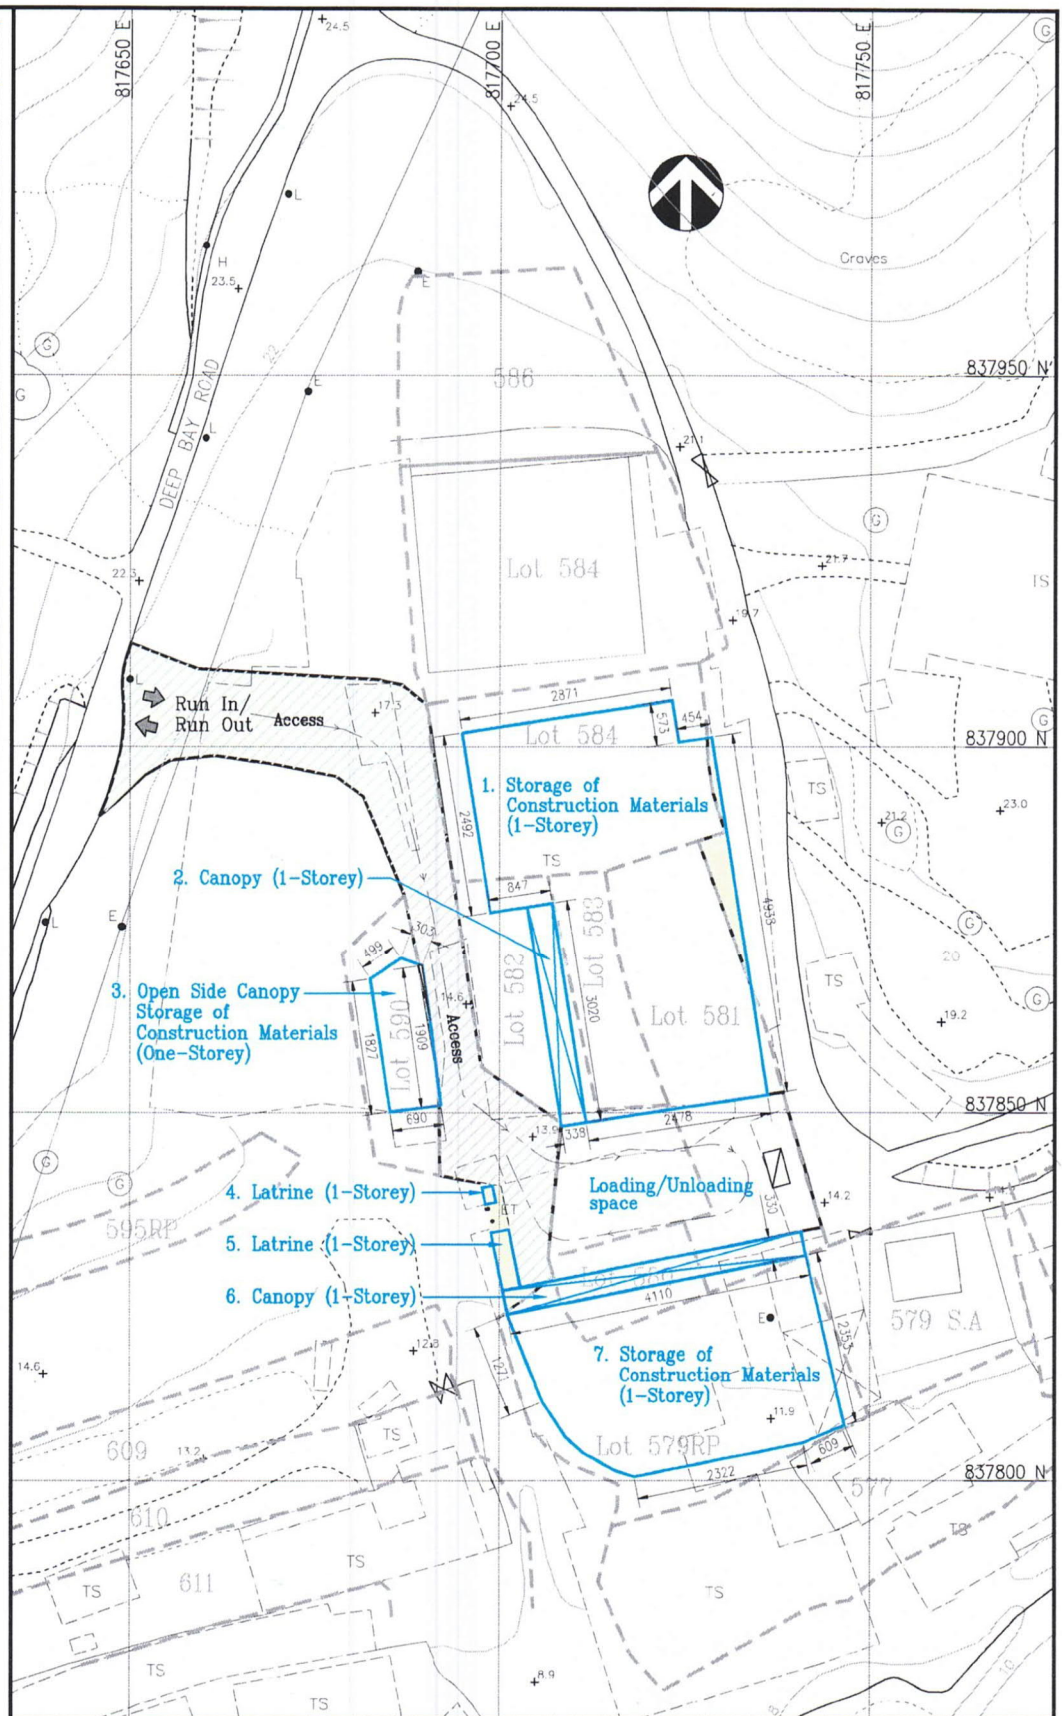 817650 E
24.5
817700 E
817750 E
G
24.5
L
Graves
H
23.5
E
22
G
837950 N
586
G
E
DEEP BAY ROAD
L
21.1
G
Lot 584
22.3
21.7
TS
19.7
Run In/
Run Out
Access
17.3
2871
573
454
G
Lot 584
837900 N
1. Storage of
Construction Materials
(1-Storey)
TS
23.0
21.2
G
2492
TS
2. Canopy (1-Storey)
847
4938
L
E
303
499
Lot 583
G
20
Lot 582
TS
3. Open Side Canopy
Storage of
Construction Materials
(One-Storey)
14.6
G
3020
Lot 581
19.2
Access
Lot 590
1909
1827
690
837850 N
13.9
338
2478
G
G
4. Latrine (1-Storey)
Loading/Unloading
space
330
14.2
595RP
ET
5. Latrine (1-Storey)
6. Canopy (1-Storey)
4110
E
579 S.A
2353
14.6
12.8
1271
7. Storage of
Construction Materials
(1-Storey)
11.9
TS
609
13.2
Lot 579RP
609
2322
837800 N
577
610
TS
TS
TS
611
TS
TS
8.9
10
TS
8